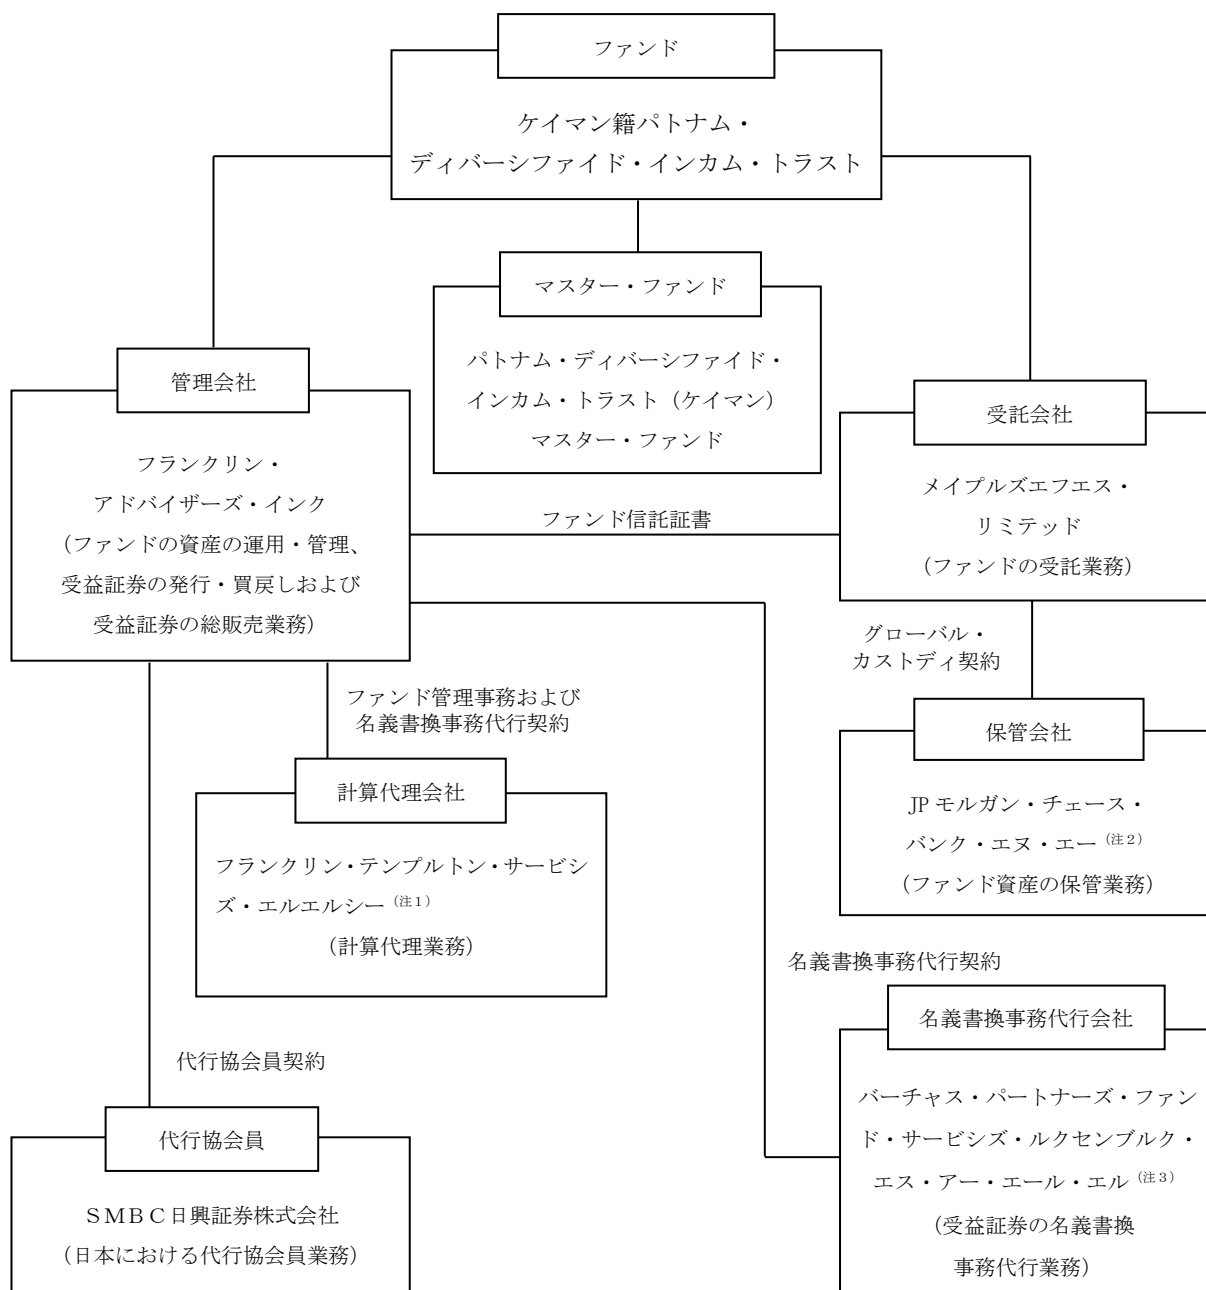 ファンド
ケイマン籍パトナム・
ディバーシファイド・インカム・トラスト
マスター・ファンド
パトナム・ディバーシファイド・
インカム・トラスト（ケイマン）
マスター・ファンド
管理会社
フランクリン・
アドバイザーズ・インク
（ファンドの資産の運用・管理、
受益証券の発行・買戻しおよび
受益証券の総販売業務）
受託会社
メイプルズエフエス・
リミテッド
（ファンドの受託業務）
ファンド信託証書
グローバル・
カストディ契約
ファンド管理事務および
名義書換事務代行契約
保管会社
JP モルガン・チェース・
バンク・エヌ・エー（注２）
（ファンド資産の保管業務）
計算代理会社
フランクリン・テンプルトン・サービシ
ズ・エルエルシー（注１）
（計算代理業務）
名義書換事務代行契約
名義書換事務代行会社
バーチャス・パートナーズ・ファン
ド・サービシズ・ルクセンブルク・
エス・アー・エール・エル（注３）
（受益証券の名義書換
事務代行業務）
代行協会員契約
代行協会員
ＳＭＢＣ日興証券株式会社
（日本における代行協会員業務）